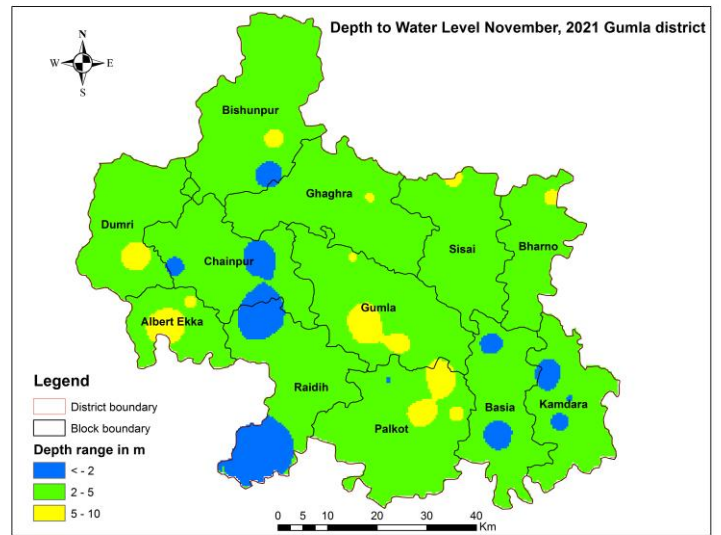 Depth to Water Level November, 2021 Gumla district
N
W E
S
Bishunpur
Ghaghra
Dumri
Sisai
Bharno
Chainpur
Gumla
Albert Ekka
Raidih
Palkot
Basia
Kamdara
Legend
District boundary
Block boundary
Depth range in m
< - 2
2 - 5
5 - 10
0 5 10 20 30 40
Km